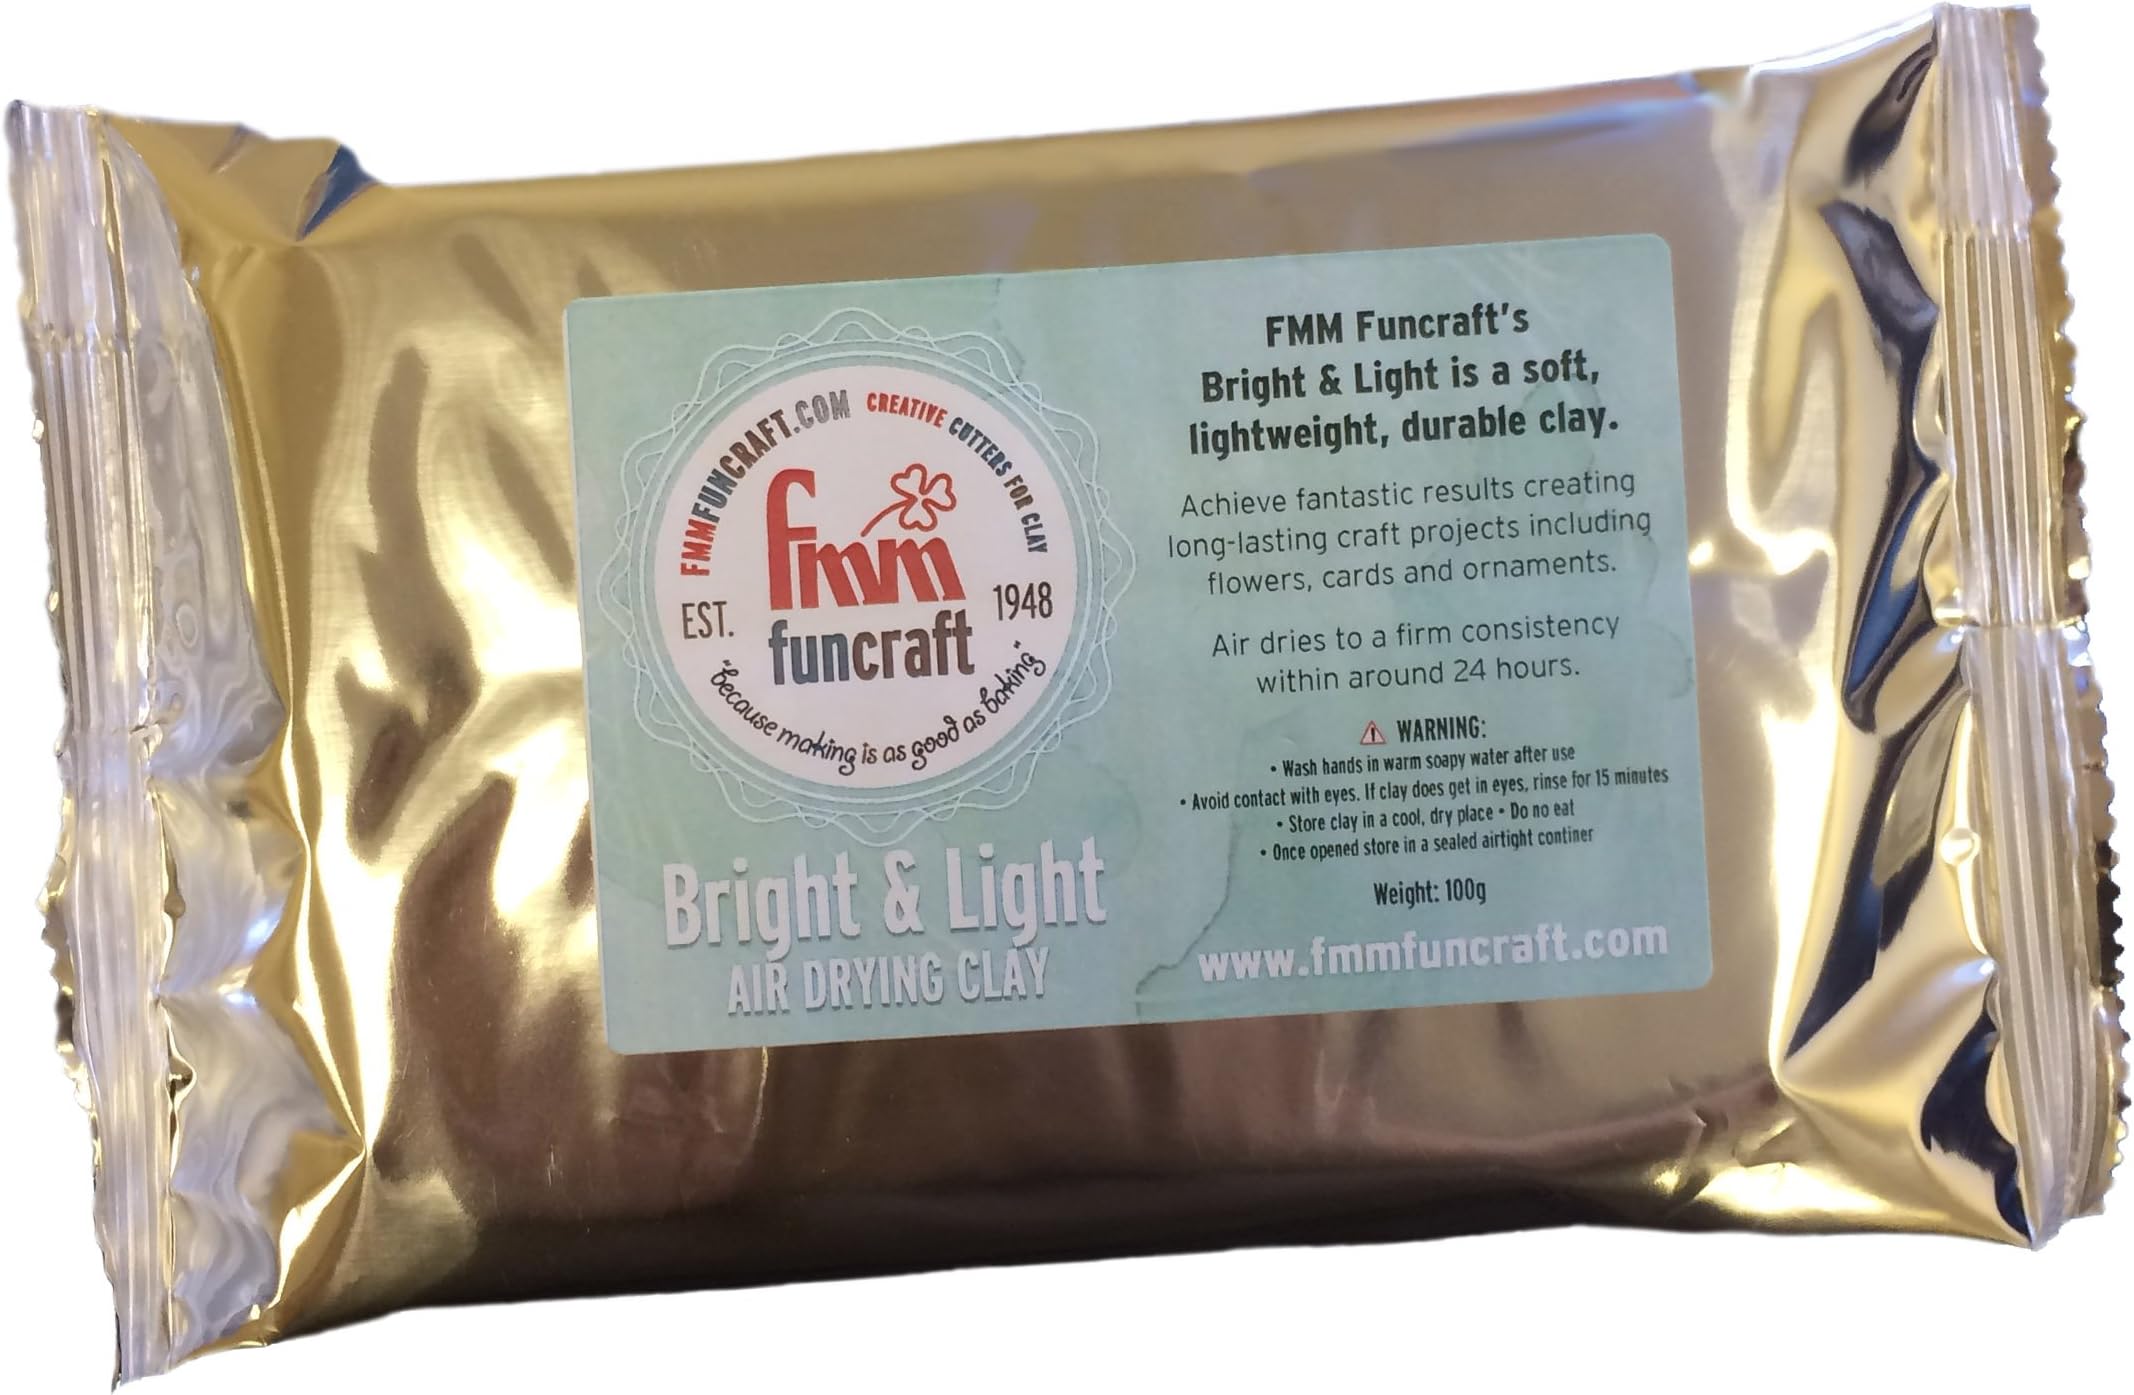 FMMFUNCRAFT.COM CREATIVE CUTTERS FOR CLAY
fmm
EST. 1948
funcraft
"because making is as good as baking"
Bright & Light
AIR DRYING CLAY
FMM Funcraft's
Bright & Light is a soft,
lightweight, durable clay.
Achieve fantastic results creating
long-lasting craft projects including
flowers, cards and ornaments.
Air dries to a firm consistency
within around 24 hours.
WARNING:
• Wash hands in warm soapy water after use
• Avoid contact with eyes. If clay does get in eyes, rinse for 15 minutes
• Store clay in a cool, dry place • Do no eat
• Once opened store in a sealed airtight continer
Weight: 100g
www.fmmfuncraft.com